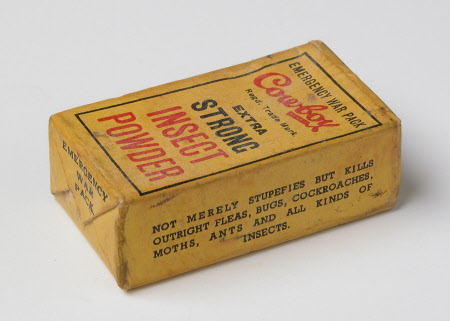 EMERGENCY WAR PACK
Cowboy
Regd. Trade Mark
EXTRA
STRONG
INSECT
POWDER
EMERGENCY
WAR
PACK
NOT MERELY STUPEFIES BUT KILLS
OUTRIGHT FLEAS, BUGS, COCKROACHES,
MOTHS, ANTS AND ALL KINDS OF
INSECTS.